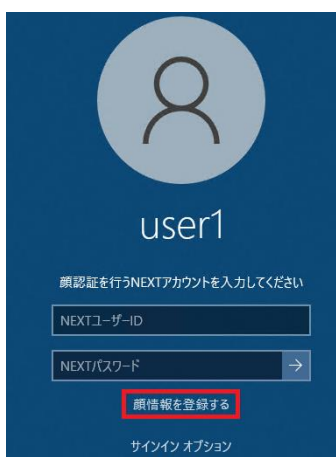 user1
顔認証を行うNEXTアカウントを入力してください
NEXTユーザーID
NEXTパスワード
顔情報を登録する
サインイン オプション